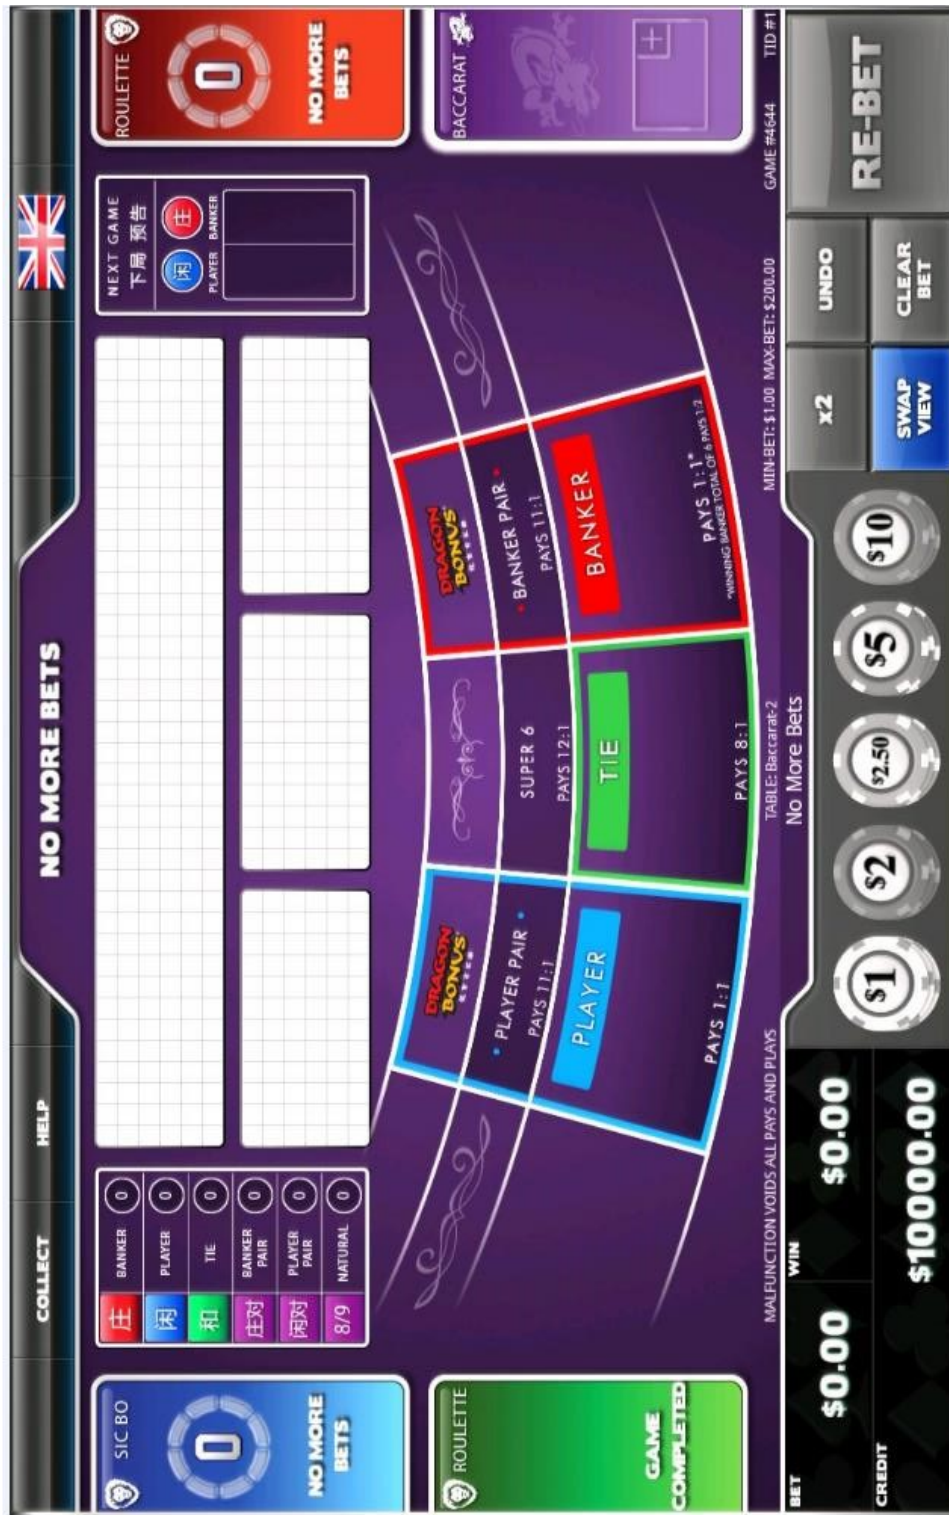 COLLECT
HELP
NO MORE BETS
SIC BO
0
NO MORE
BETS
庄 BANKER 0
闲 PLAYER 0
和 TIE 0
庄对 BANKER PAIR 0
闲对 PLAYER PAIR 0
8/9 NATURAL 0
NEXT GAME
下局 预告
闲 庄
PLAYER BANKER
ROULETTE
0
NO MORE
BETS
ROULETTE
GAME
COMPLETED
DRAGON
BONUS
• PLAYER PAIR •
PAYS 11:1
PLAYER
PAYS 1:1
SUPER 6
PAYS 12:1
TIE
PAYS 8:1
DRAGON
BONUS
• BANKER PAIR •
PAYS 11:1
BANKER
PAYS 1:1*
*WINNING BANKER TOTAL OF 6 PAYS 1:2
BACCARAT
MALFUNCTION VOIDS ALL PAYS AND PLAYS
TABLE: Baccarat-2
MIN-BET: $1.00 MAX-BET: $200.00
GAME #4644
TID #1
No More Bets
BET
$0.00
WIN
$0.00
CREDIT
$10000.00
$1
$2
$2.50
$5
$10
x2
UNDO
SWAP
VIEW
CLEAR
BET
RE-BET